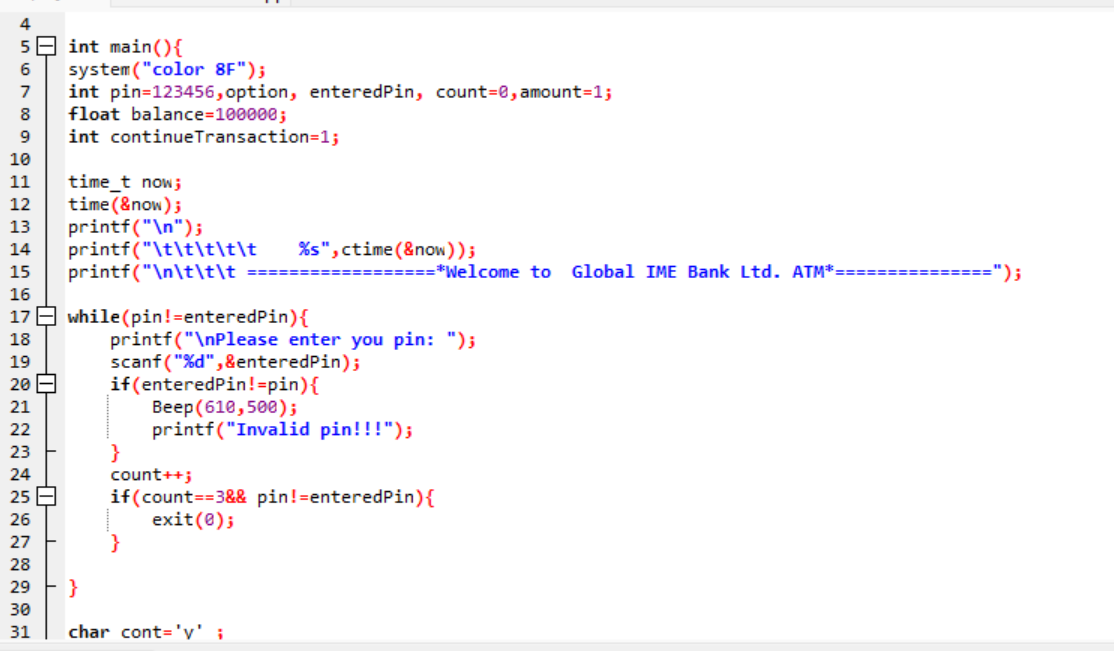 4
5 int main(){
6 system("color 8F");
7 int pin=123456,option, enteredPin, count=0,amount=1;
8 float balance=100000;
9 int continueTransaction=1;
10
11 time_t now;
12 time(&now);
13 printf("\n");
14 printf("\t\t\t\t\t    %s",ctime(&now));
15 printf("\n\t\t\t ==================*Welcome to  Global IME Bank Ltd. ATM*===============");
16
17 while(pin!=enteredPin){
18     printf("\nPlease enter you pin: ");
19     scanf("%d",&enteredPin);
20     if(enteredPin!=pin){
21         Beep(610,500);
22         printf("Invalid pin!!!");
23     }
24     count++;
25     if(count==3&& pin!=enteredPin){
26         exit(0);
27     }
28
29 }
30
31 char cont='y' ;